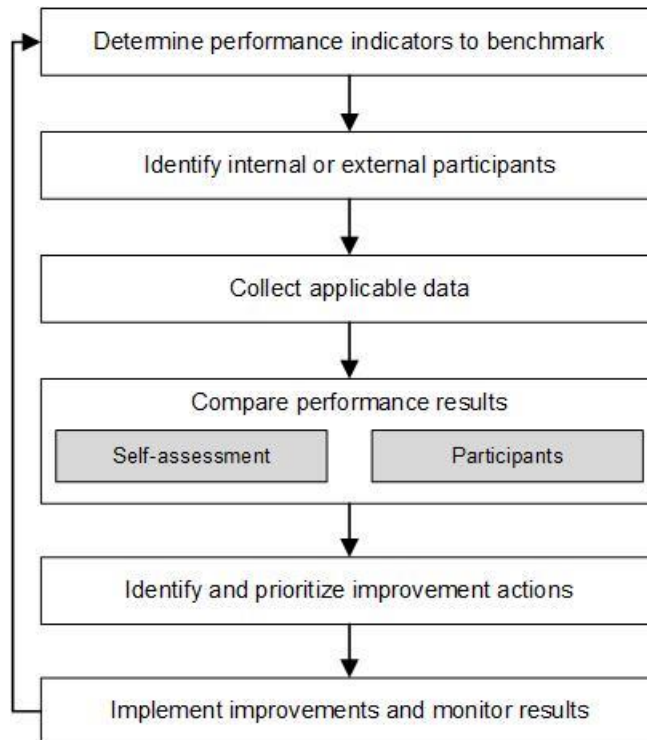 Determine performance indicators to benchmark
Identify internal or external participants
Collect applicable data
Compare performance results
Self-assessment
Participants
Identify and prioritize improvement actions
Implement improvements and monitor results